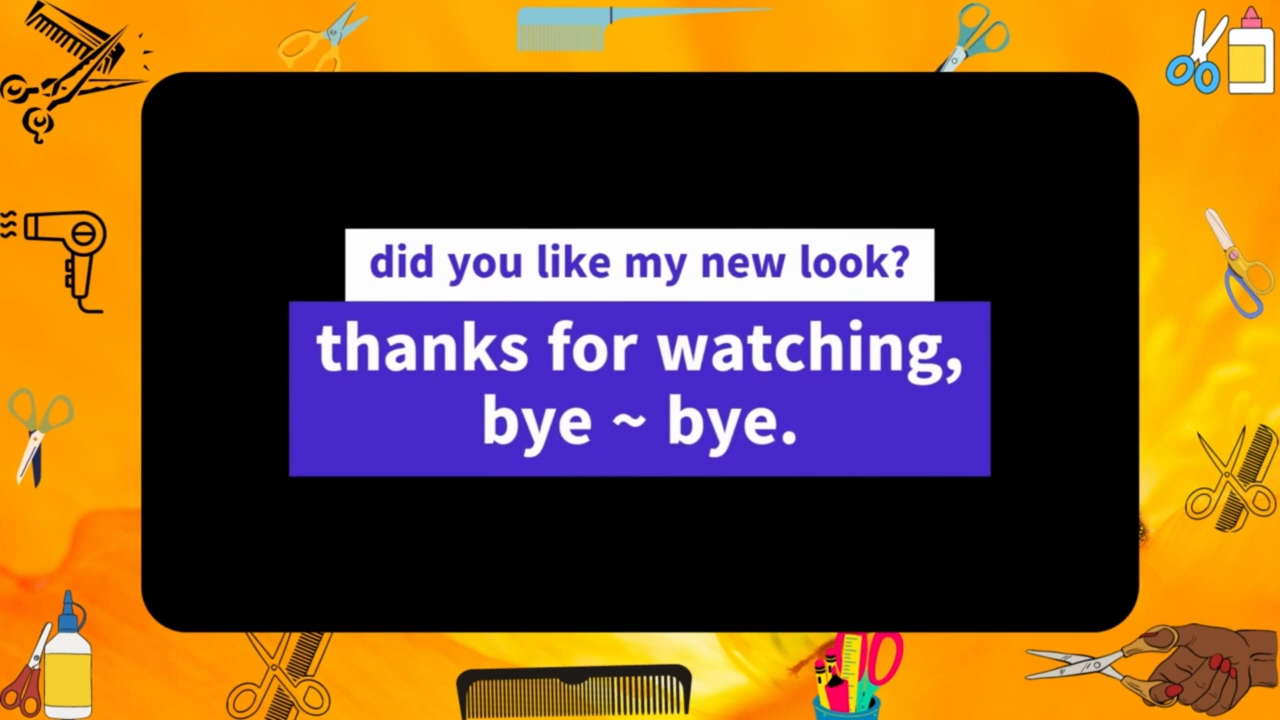 did you like my new look?
thanks for watching,
bye ~ bye.